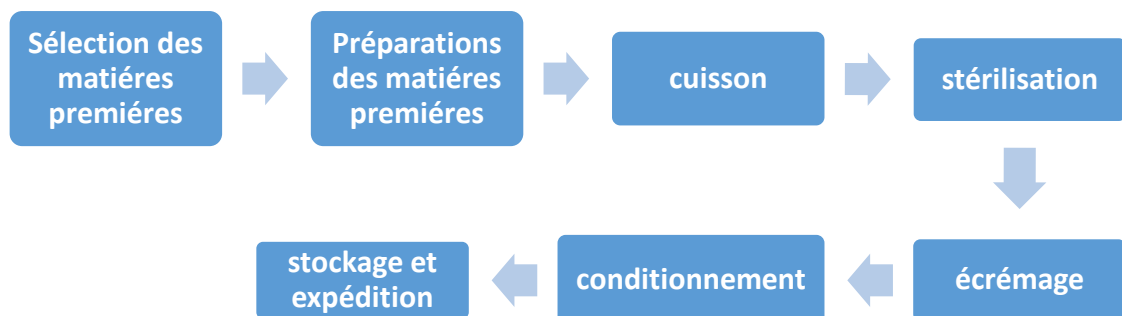 Sélection des
matiéres
premiéres
Préparations
des matiéres
premiéres
cuisson
stérilisation
écrémage
conditionnement
stockage et
expédition